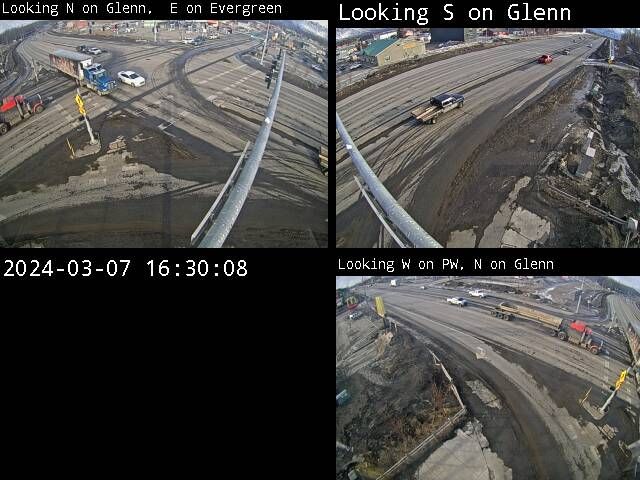 Looking N on Glenn, E on Evergreen
Looking S on Glenn
2024-03-07 16:30:08
Looking W on PW, N on Glenn